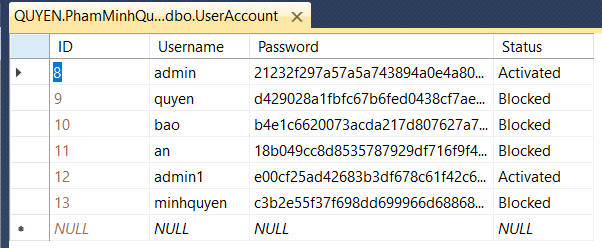 QUYEN.PhamMinhQu...dbo.UserAccount
ID Username Password Status
8 admin 21232f297a57a5a743894a0e4a80... Activated
9 quyen d429028a1fbfc67b6fed0438cf7ae... Blocked
10 bao b4e1c6620073acda217d807627a7... Blocked
11 an 18b049cc8d8535787929df716f9f4... Blocked
12 admin1 e00cf25ad42683b3df678c61f42c6... Activated
13 minhquyen c3b2e55f37f698dd699966d68868... Blocked
NULL NULL NULL NULL